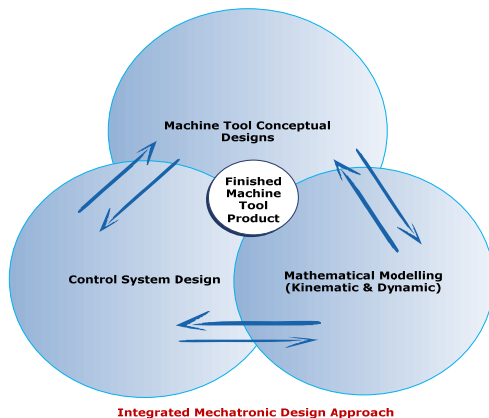 Machine Tool Conceptual
Designs
Finished
Machine
Tool
Product
Control System Design
Mathematical Modelling
(Kinematic & Dynamic)
Integrated Mechatronic Design Approach